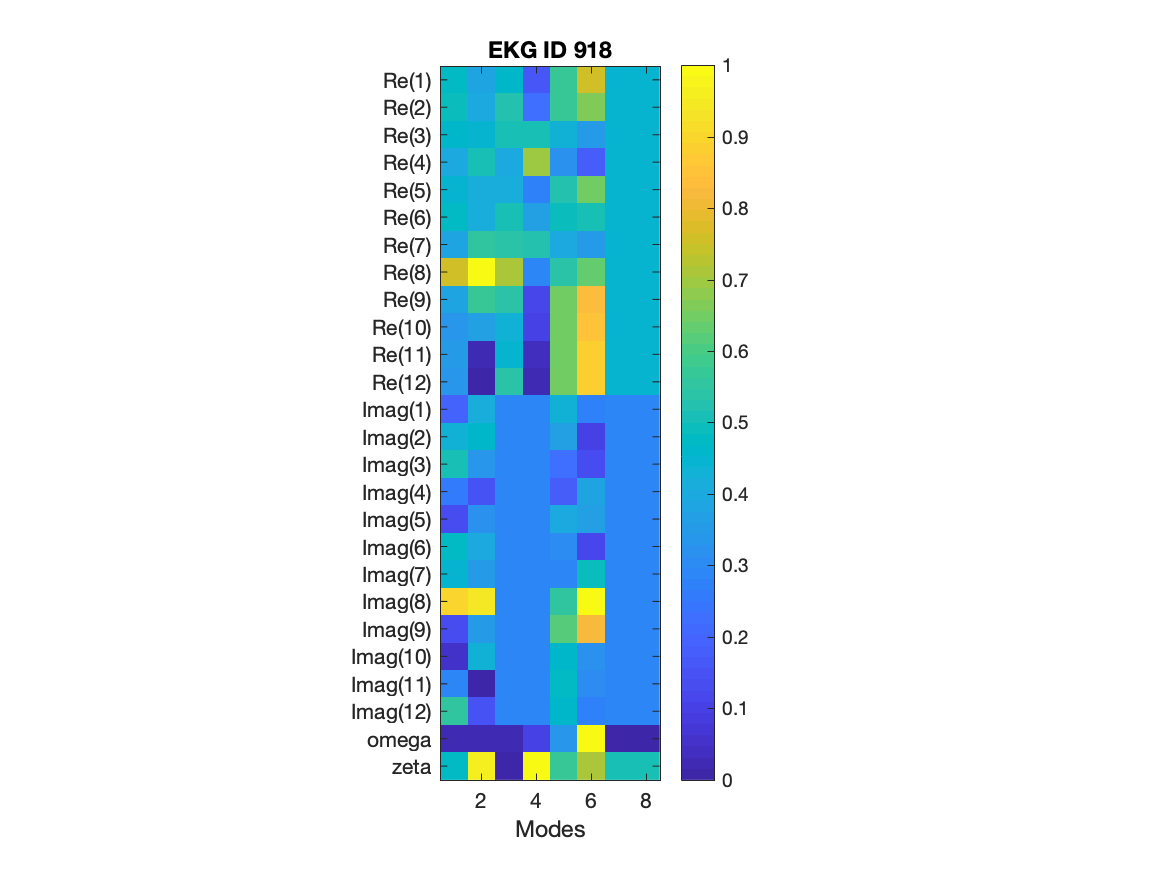 EKG ID 918
Re(1)
Re(2)
Re(3)
Re(4)
Re(5)
Re(6)
Re(7)
Re(8)
Re(9)
Re(10)
Re(11)
Re(12)
Imag(1)
Imag(2)
Imag(3)
Imag(4)
Imag(5)
Imag(6)
Imag(7)
Imag(8)
Imag(9)
Imag(10)
Imag(11)
Imag(12)
omega
zeta
2 4 6 8
Modes
1
0.9
0.8
0.7
0.6
0.5
0.4
0.3
0.2
0.1
0